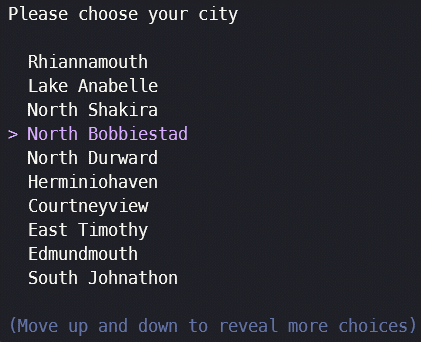 Please choose your city
Rhiannamouth
Lake Anabelle
North Shakira
> North Bobbiestad
North Durward
Herminiohaven
Courtneyview
East Timothy
Edmundmouth
South Johnathon
(Move up and down to reveal more choices)